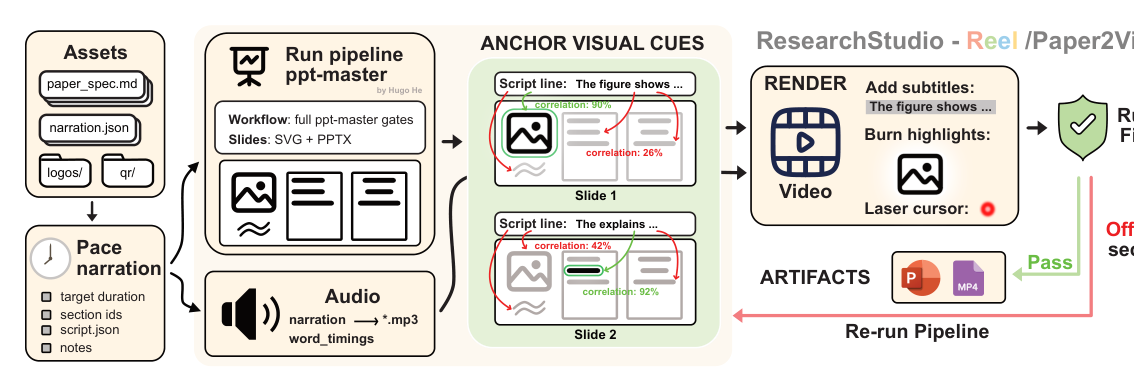 Assets
paper_spec.md
narration.json
logos/
qr/
Pace
narration
target duration
section ids
script.json
notes
Run pipeline
ppt-master
by Hugo He
Workflow: full ppt-master gates
Slides: SVG + PPTX
Audio
narration → *.mp3
word_timings
ANCHOR VISUAL CUES
Script line: The figure shows ...
correlation: 90%
correlation: 26%
Slide 1
Script line: The explains ...
correlation: 42%
correlation: 92%
Slide 2
ResearchStudio - Reel /Paper2Vi
RENDER
Video
Add subtitles:
The figure shows ...
Burn highlights:
Laser cursor:
ARTIFACTS
P
MP4
Pass
Re-run Pipeline